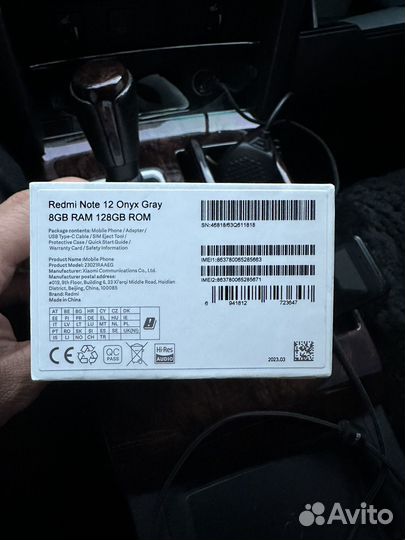 Redmi Note 12 Onyx Gray
8GB RAM 128GB ROM
Package contents: Mobile Phone / Adapter/
USB Type-C Cable / SIM Eject Tool /
Protective Case / Quick Start Guide /
Warranty Card / Safety Information
Product Name: Mobile Phone
Product Model: 23021RAAEG
Manufacturer: Xiaomi Communications Co., Ltd.
Address:
#019, 9th Floor, Building 6, 33 Xi'erqi Middle Road, Haidian
District, Beijing, China, 100085
Brand: Redmi
Made in China
SN:46818/63Q611818
IMEI1:863780065285663
IMEI2:863780065285671
6 941812 723647
AT BE BG HR CY CZ DK
EE FI FR DE EL HU IE
IT LV LT LU MT NL PL
PT RO SK SI ES SE UK(NI)
IS LI NO CH TR
CE
QC
PASS
Hi-Res
AUDIO
2023.03
Avito